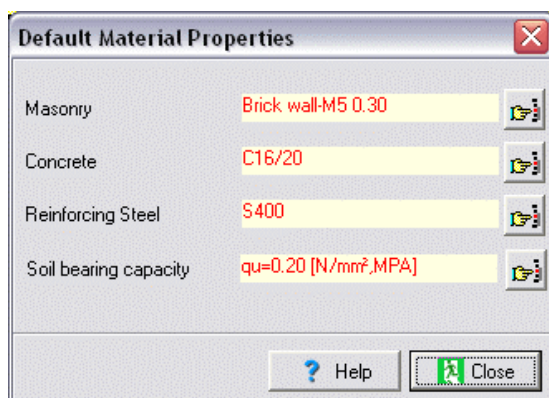 Default Material Properties
Masonry Brick wall-M5 0.30
Concrete C16/20
Reinforcing Steel S400
Soil bearing capacity qu=0.20 [N/mm²,MPA]
? Help Close